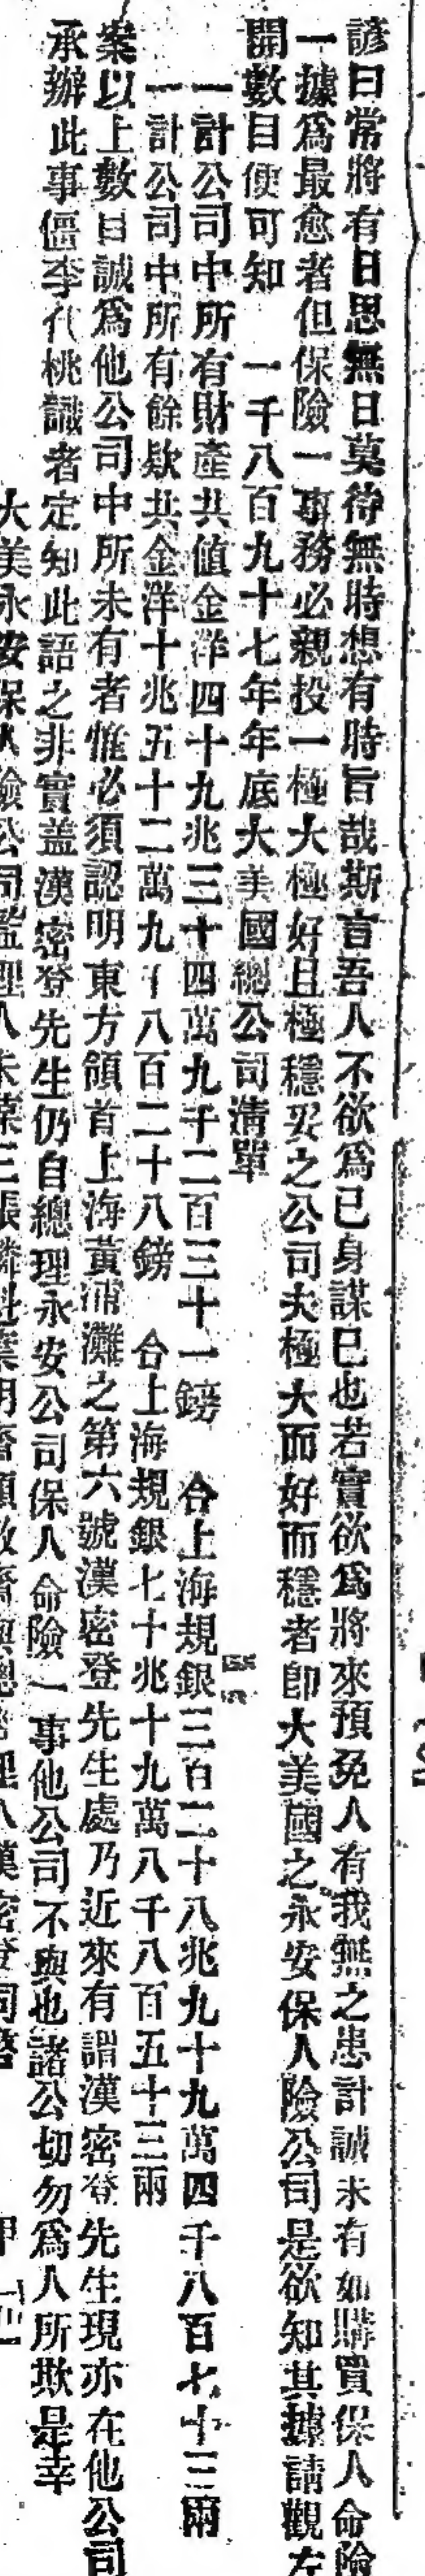 諺曰常將有日思無日莫待無時想有時旨哉斯言吾人不欲爲已身謀已也若實欲爲將來預免人有我無之患計誠未有如購買保人命險
一據爲最愈者但保險一事務必親投一極大極好且極穩妥之公司夫極大而好而穩者即大美國之永安保人險公司是欲知其據請觀左
開數目便可知　一千八百九十七年年底大美國總公司淸單
一計公司中所有財產共値金洋四十九兆三十四萬九千二百三十一鎊　合上海規銀三百二十八兆九十九萬四千八百七十三兩
一計公司中所有餘欵共金洋十兆五十二萬九千八百二十八鎊　合上海規銀七十兆十九萬八千八百五十三兩
案以上數目誠爲他公司中所未有者惟必須認明東方領首上海黃浦灘之第六號漢密登先生處乃近來有謂漢密登先生現亦在他公司
承辦此事僵李代桃識者定知此語之非實盖漢密登先生仍自總理永安公司保人命險一事他公司不與也諸公切勿爲人所欺是幸
大美永安保人險公司